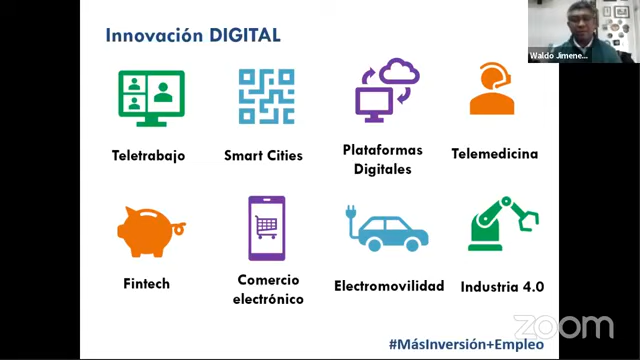 Innovación DIGITAL
Waldo Jimene...
Teletrabajo
Smart Cities
Plataformas
Digitales
Telemedicina
Fintech
Comercio
electrónico
Electromovilidad
Industria 4.0
zoom
#MásInversión+Empleo